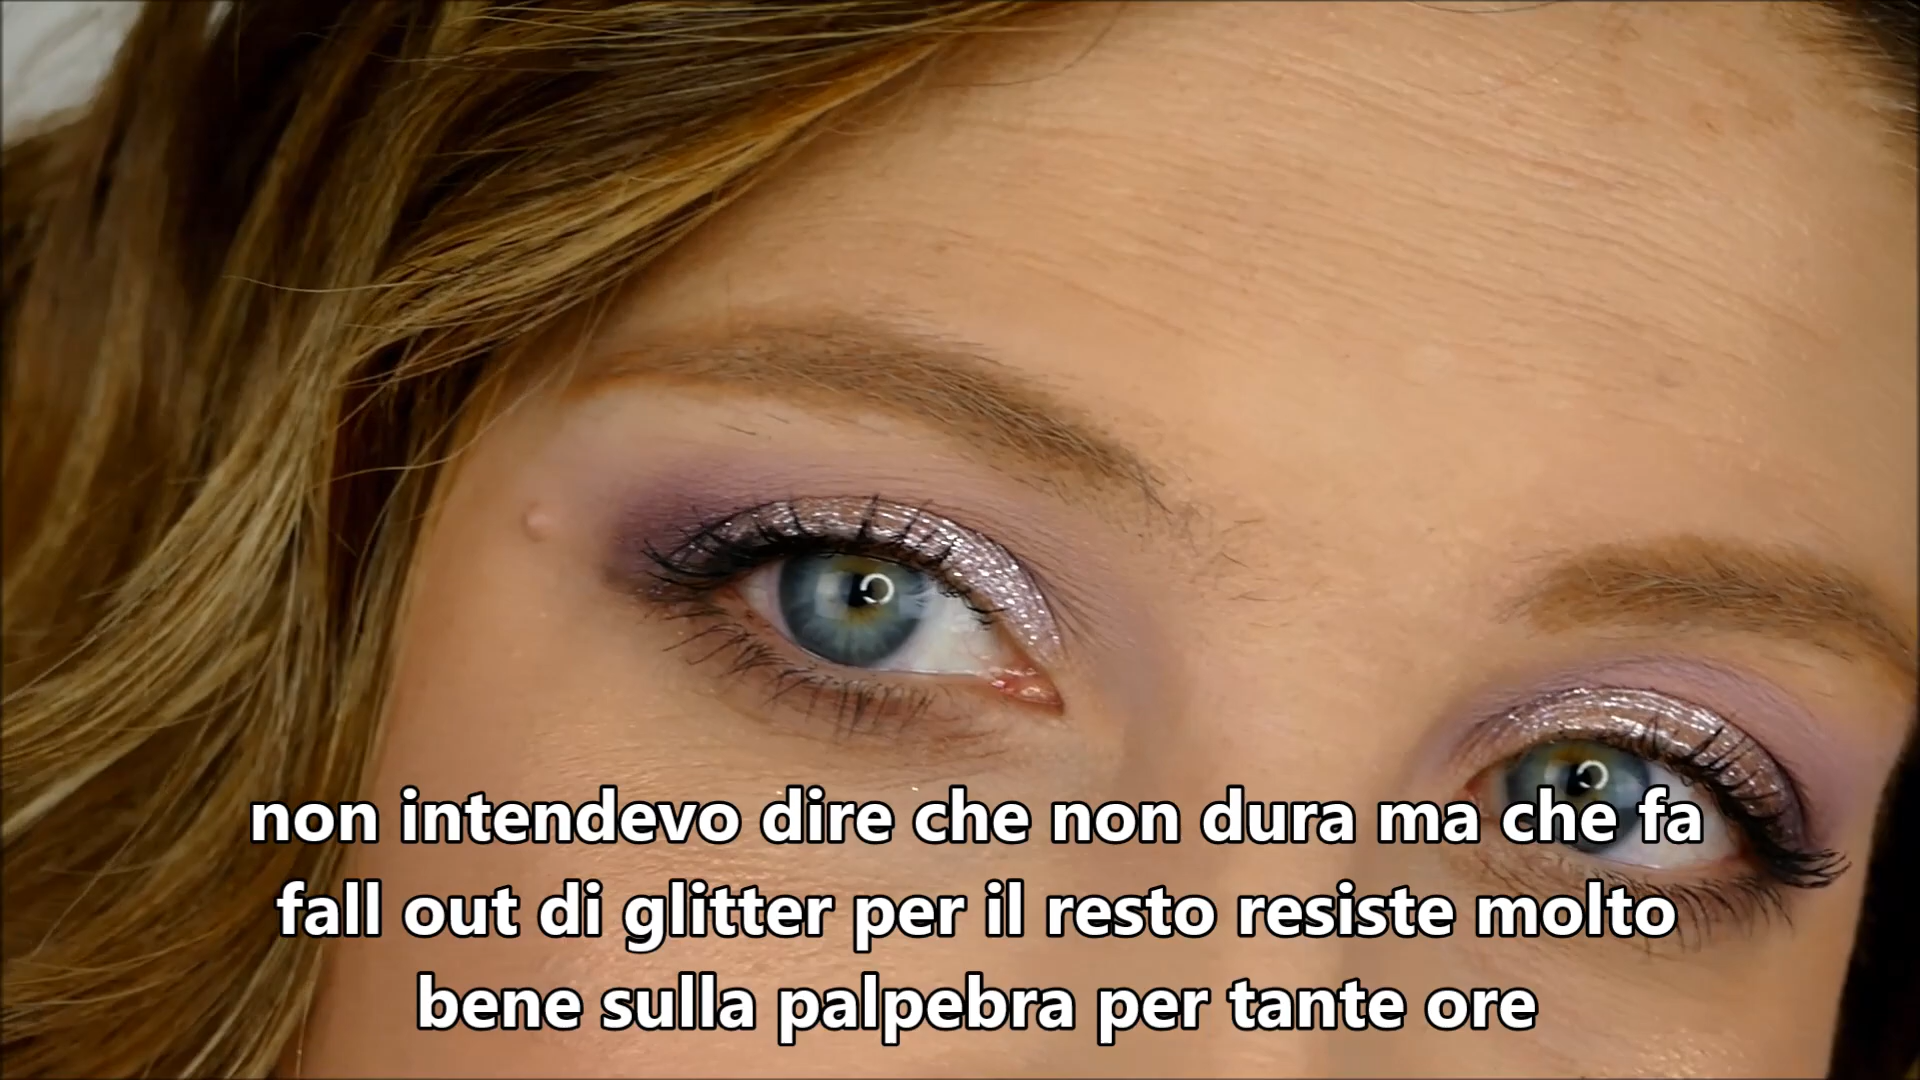 non intendevo dire che non dura ma che fa
fall out di glitter per il resto resiste molto
bene sulla palpebra per tante ore